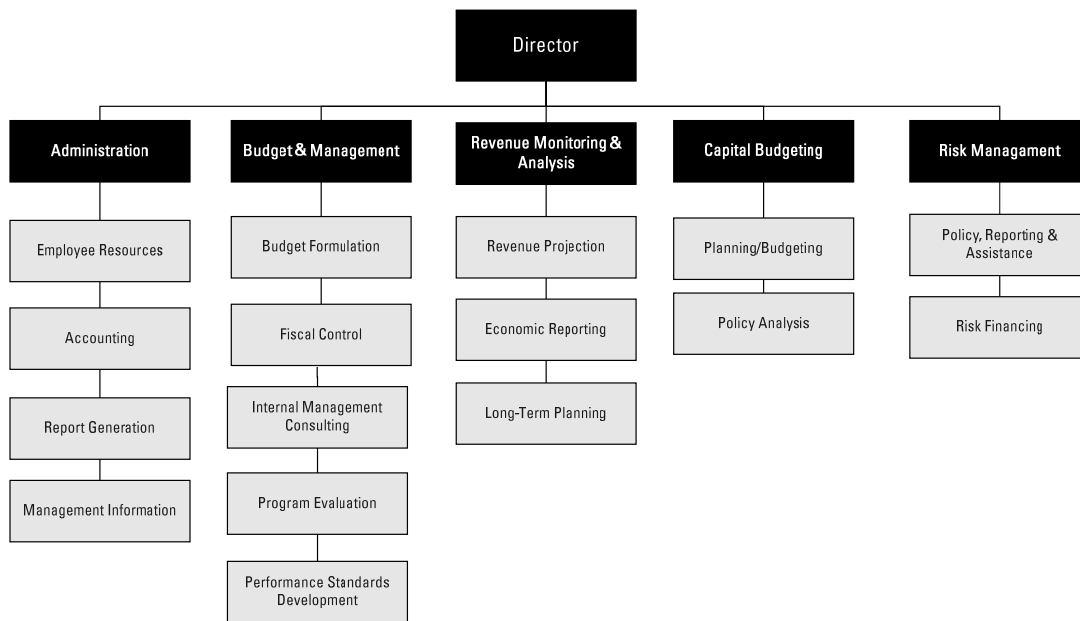 Director
Administration
Employee Resources
Accounting
Report Generation
Management Information
Budget & Management
Budget Formulation
Fiscal Control
Internal Management
Consulting
Program Evaluation
Performance Standards
Development
Revenue Monitoring &
Analysis
Revenue Projection
Economic Reporting
Long-Term Planning
Capital Budgeting
Planning/Budgeting
Policy Analysis
Risk Managament
Policy, Reporting &
Assistance
Risk Financing